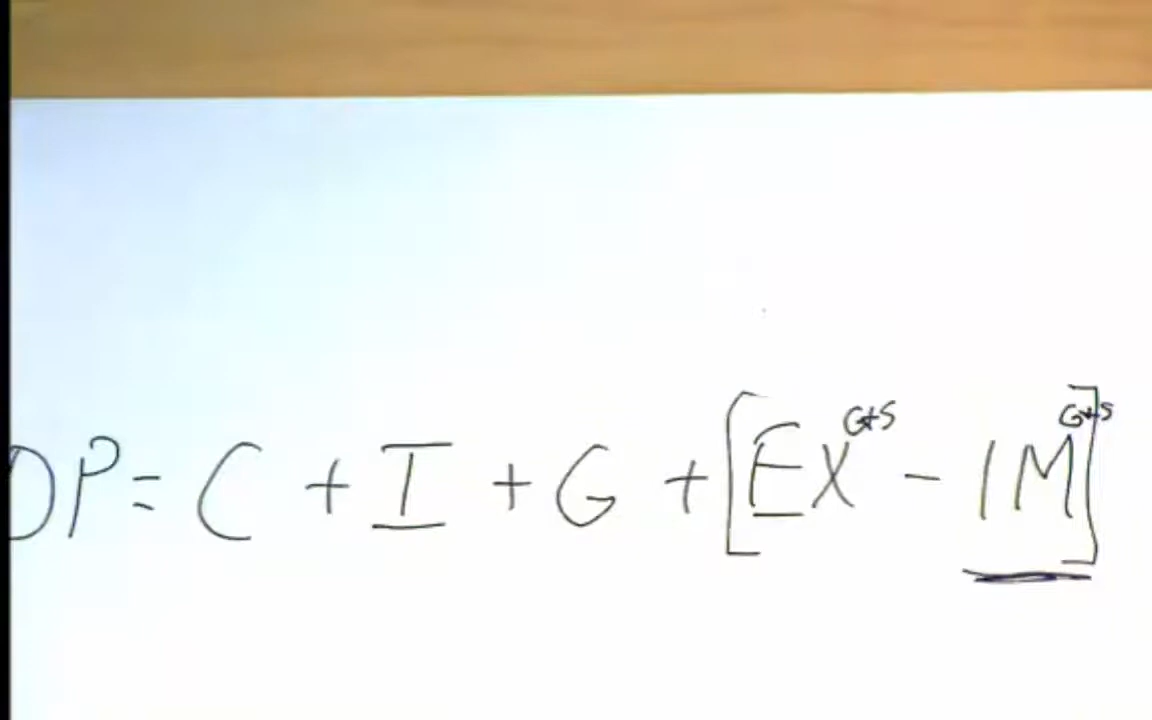 DP = C + I + G + [EX^G+S - IM^G+S]